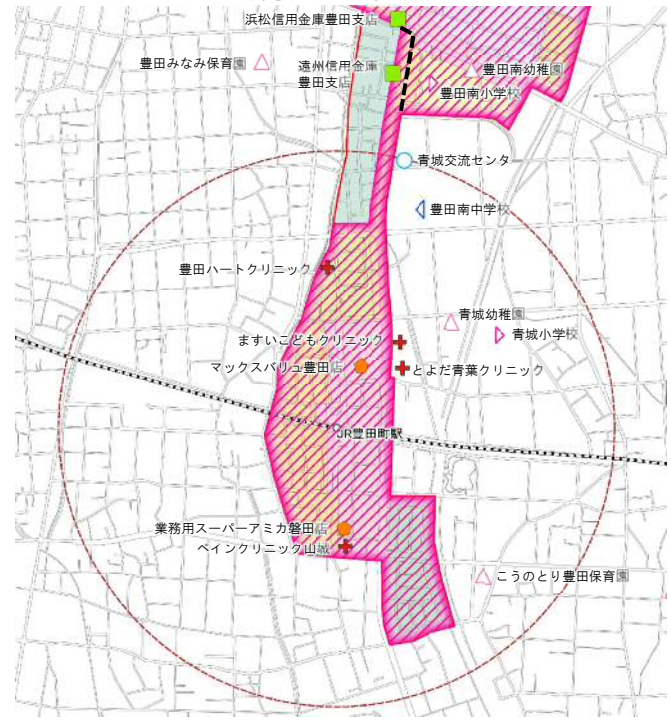 浜松信用金庫豊田支店
豊田みなみ保育園
遠州信用金庫
豊田支店
豊田南幼稚園
豊田南小学校
青城交流センタ
豊田南中学校
豊田ハートクリニック
青城幼稚園
青城小学校
ますいこどもクリニック
マックスバリュ豊田店
とよだ青葉クリニック
JR豊田町駅
業務用スーパーアミカ磐田店
ペインクリニック山城
こうのとり豊田保育園